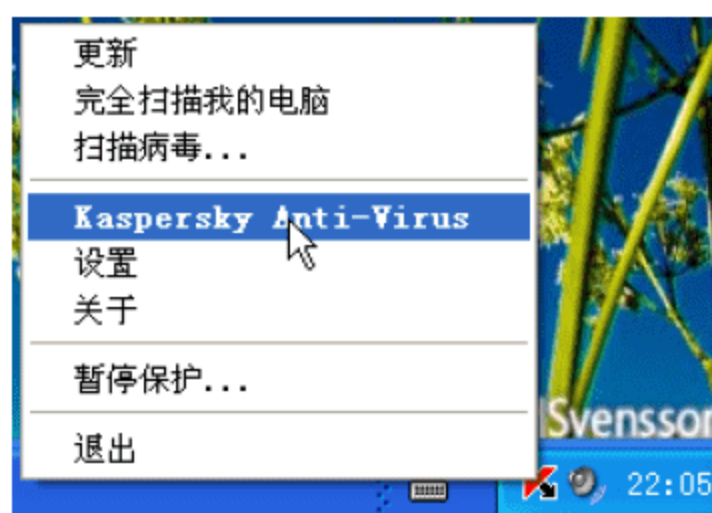 更新
完全扫描我的电脑
扫描病毒...
Kaspersky Anti-Virus
设置
关于
暂停保护...
退出
Svensson
22:05